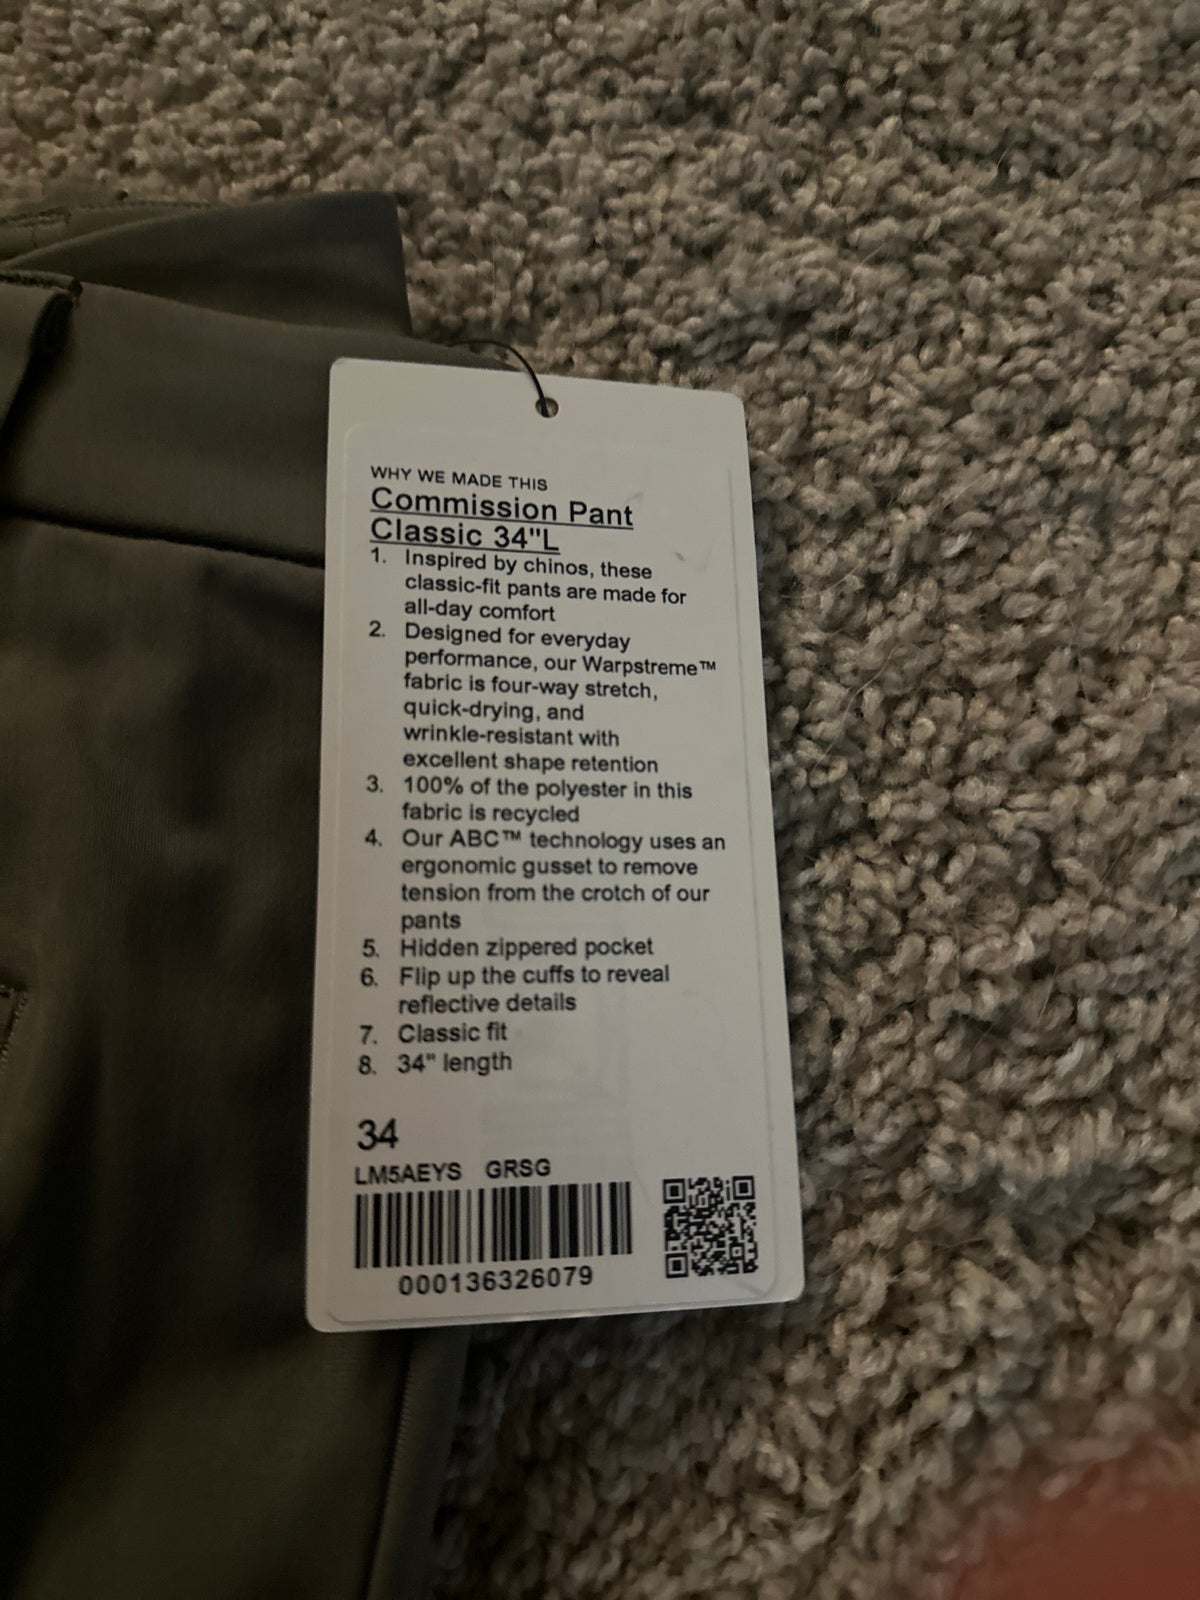 WHY WE MADE THIS
Commission Pant
Classic 34"L
1. Inspired by chinos, these
classic-fit pants are made for
all-day comfort
2. Designed for everyday
performance, our Warpstreme™
fabric is four-way stretch,
quick-drying, and
wrinkle-resistant with
excellent shape retention
3. 100% of the polyester in this
fabric is recycled
4. Our ABC™ technology uses an
ergonomic gusset to remove
tension from the crotch of our
pants
5. Hidden zippered pocket
6. Flip up the cuffs to reveal
reflective details
7. Classic fit
8. 34" length
34
LM5AEYS GRSG
000136326079